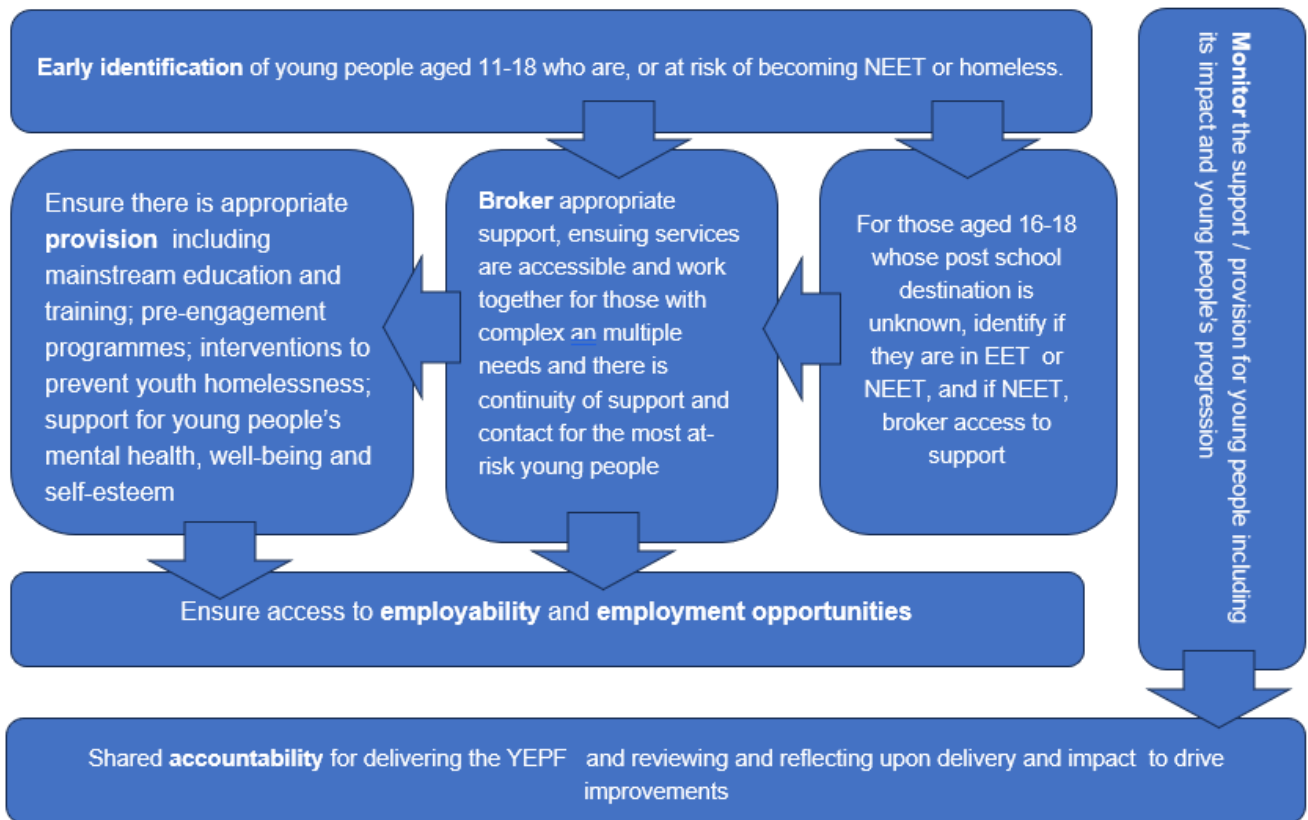 Early identification of young people aged 11-18 who are, or at risk of becoming NEET or homeless.
Ensure there is appropriate
provision including
mainstream education and
training; pre-engagement
programmes; interventions to
prevent youth homelessness;
support for young people's
mental health, well-being and
self-esteem
Broker appropriate
support, ensuing services
are accessible and work
together for those with
complex an multiple
needs and there is
continuity of support and
contact for the most at-
risk young people
For those aged 16-18
whose post school
destination is
unknown, identify if
they are in EET or
NEET, and if NEET,
broker access to
support
Ensure access to employability and employment opportunities
Monitor the support / provision for young people including
its impact and young people's progression
Shared accountability for delivering the YEPF and reviewing and reflecting upon delivery and impact to drive
improvements